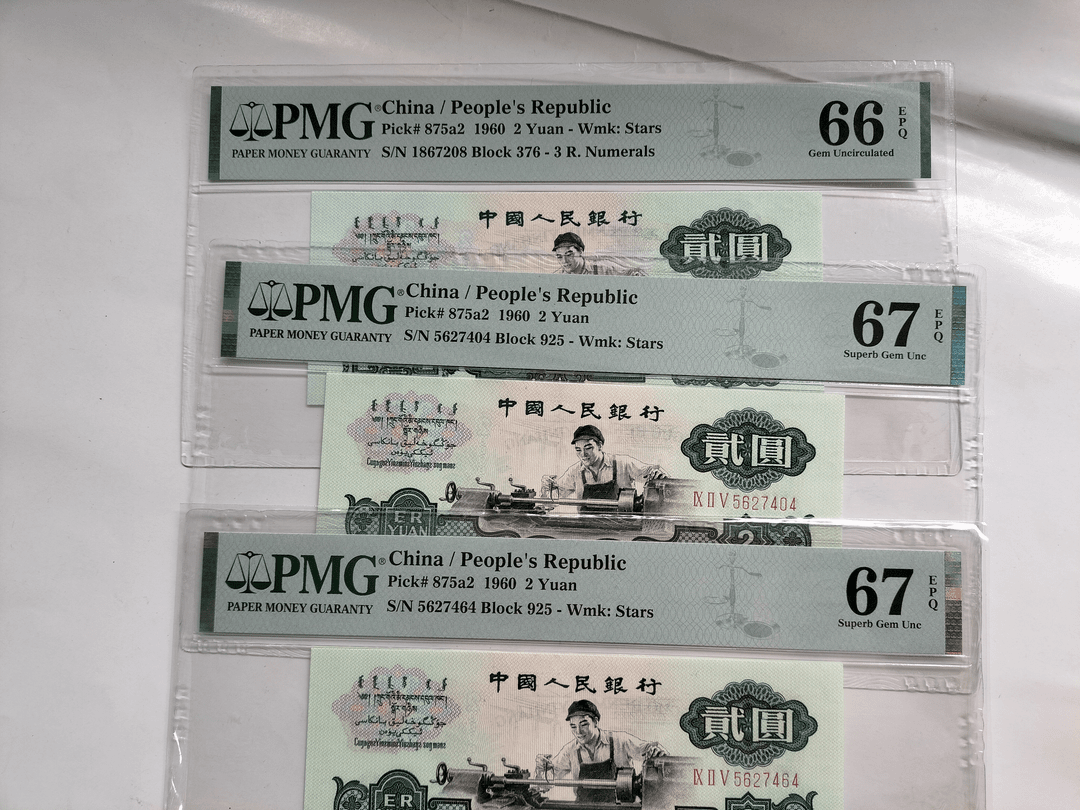 PMG®
PAPER MONEY GUARANTY
China / People's Republic
Pick# 875a2 1960 2 Yuan - Wmk: Stars
S/N 1867208 Block 376 - 3 R. Numerals
66
EPQ
Gem Uncirculated
中國人民銀行
貳圓
PMG®
PAPER MONEY GUARANTY
China / People's Republic
Pick# 875a2 1960 2 Yuan
S/N 5627404 Block 925 - Wmk: Stars
67
EPQ
Superb Gem Unc
中國人民銀行
貳圓
ⅨⅡⅤ5627404
ER
YUAN
2
PMG®
PAPER MONEY GUARANTY
China / People's Republic
Pick# 875a2 1960 2 Yuan
S/N 5627464 Block 925 - Wmk: Stars
67
EPQ
Superb Gem Unc
中國人民銀行
貳圓
ⅨⅡⅤ5627464
ER